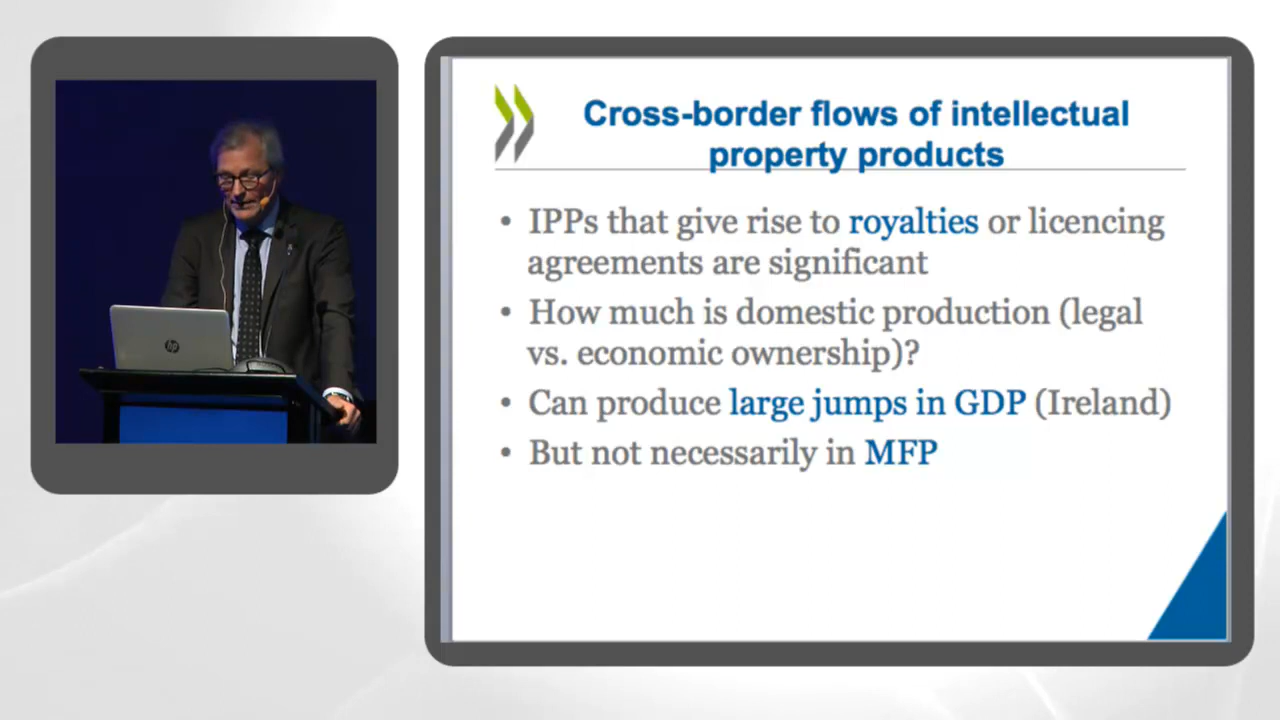 Cross-border flows of intellectual
property products
• IPPs that give rise to royalties or licencing
agreements are significant
• How much is domestic production (legal
vs. economic ownership)?
• Can produce large jumps in GDP (Ireland)
• But not necessarily in MFP
hp